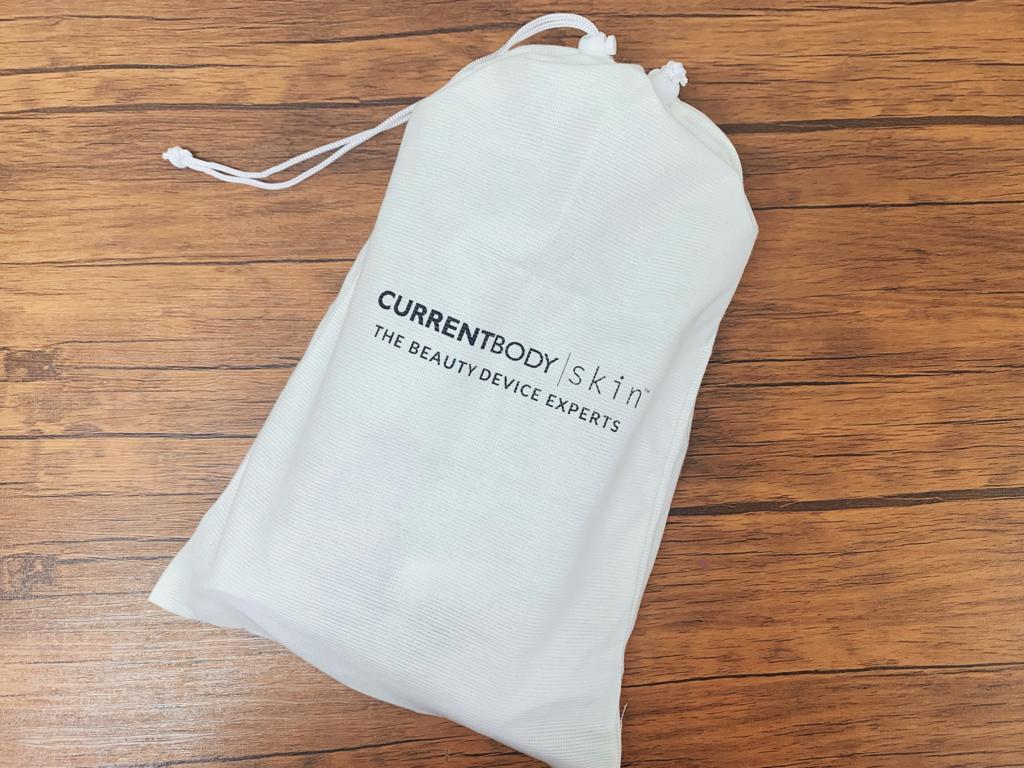 CURRENTBODY|skin™
THE BEAUTY DEVICE EXPERTS